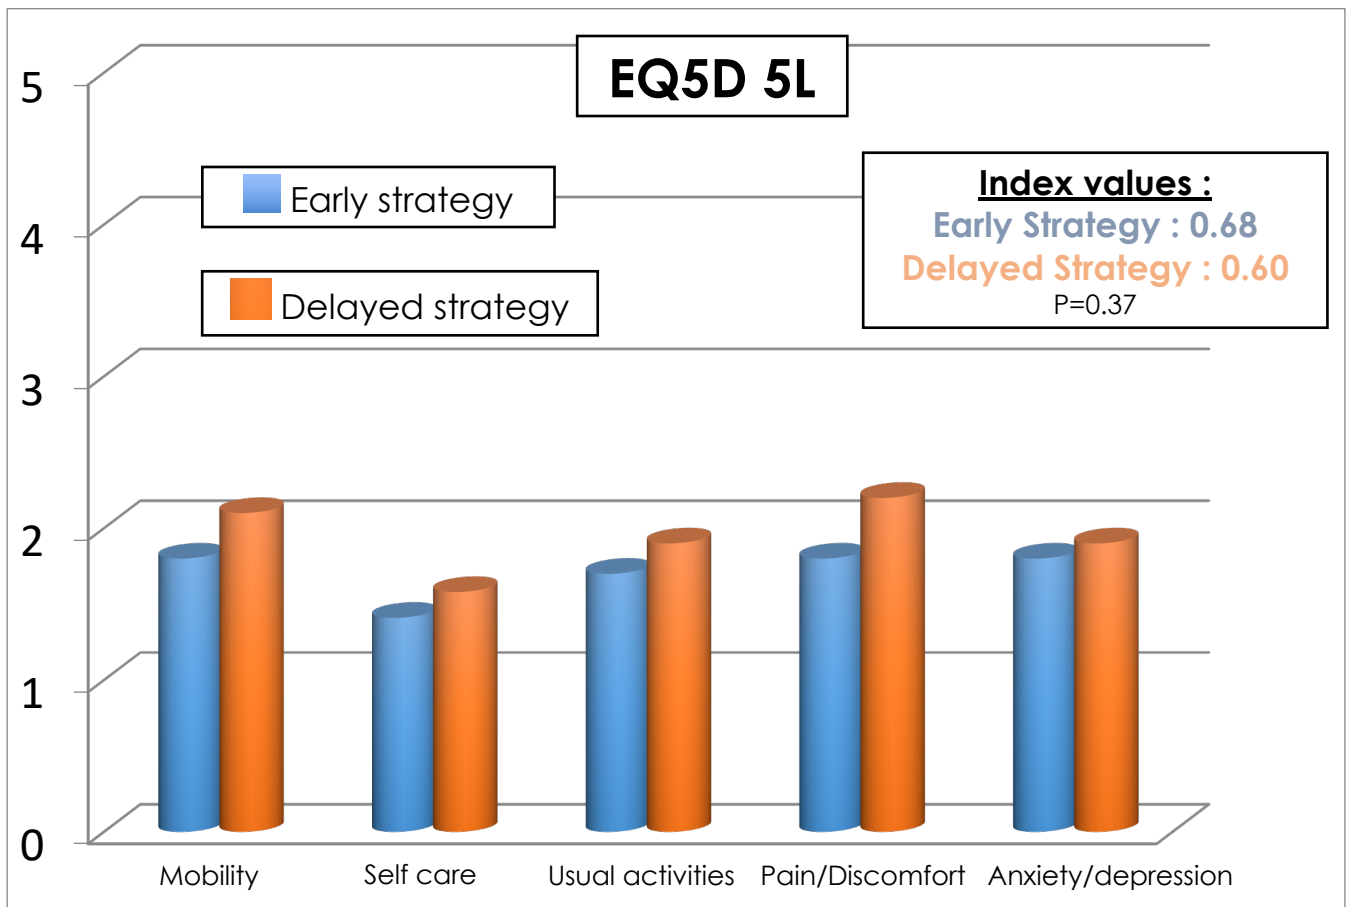 EQ5D 5L
5
4
3
2
1
0
Early strategy
Delayed strategy
Index values :
Early Strategy : 0.68
Delayed Strategy : 0.60
P=0.37
Mobility
Self care
Usual activities
Pain/Discomfort
Anxiety/depression